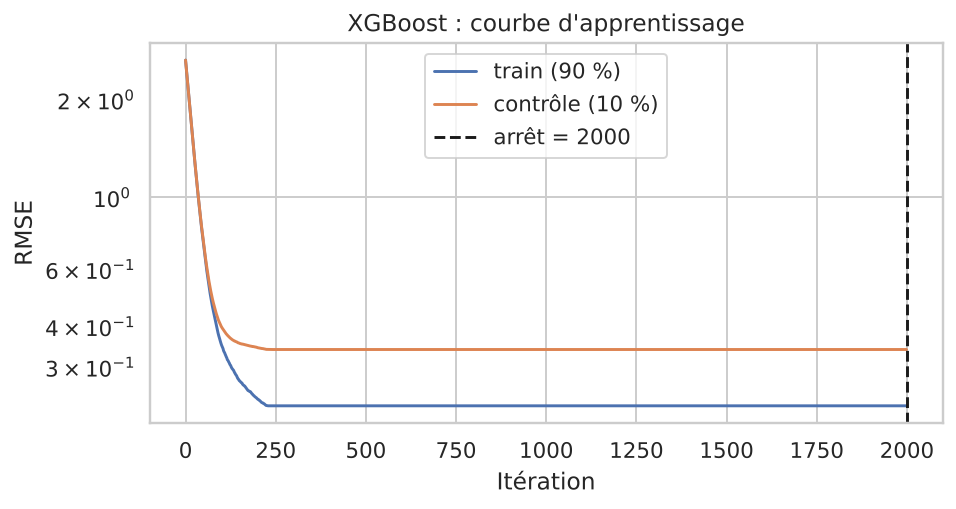 XGBoost : courbe d'apprentissage
train (90 %)
contrôle (10 %)
arrêt = 2000
RMSE
2 × 10⁰
10⁰
6 × 10⁻¹
4 × 10⁻¹
3 × 10⁻¹
0 250 500 750 1000 1250 1500 1750 2000
Itération